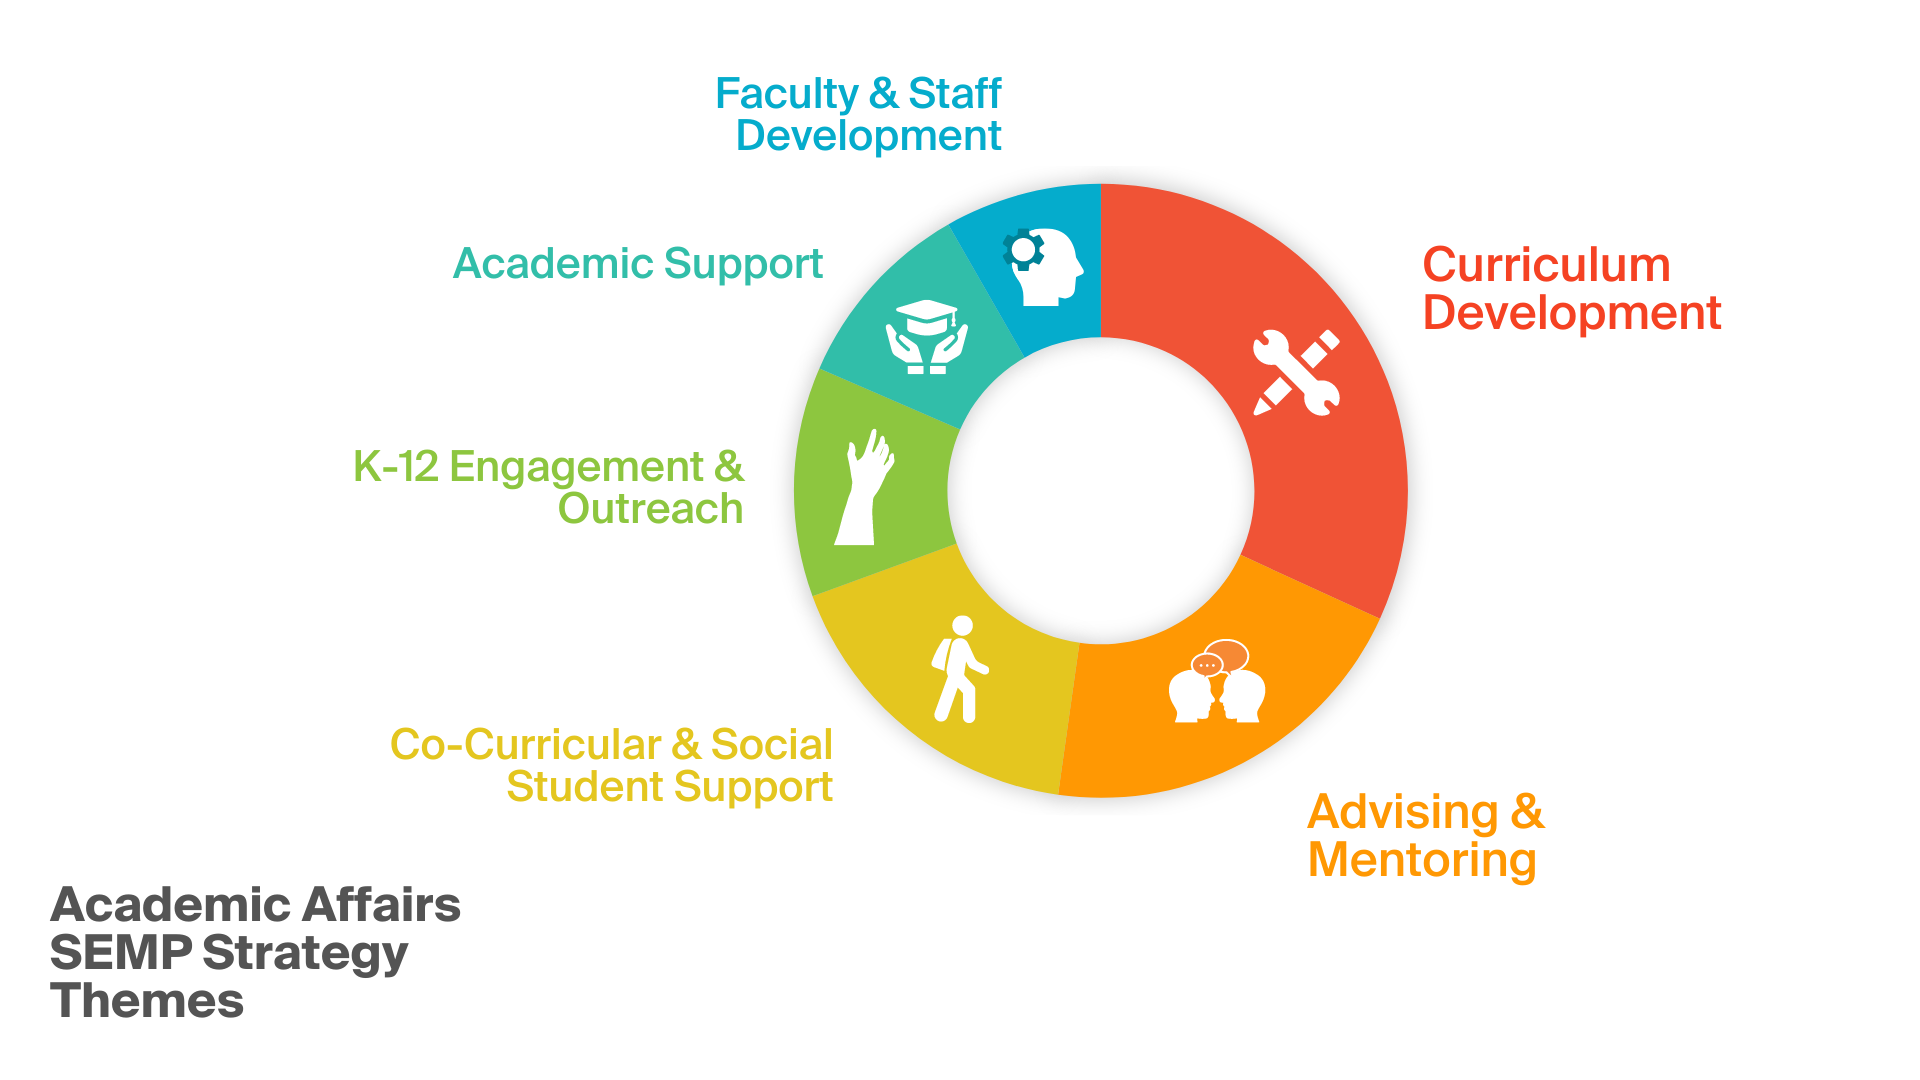 Faculty & Staff
Development
Academic Support
Curriculum
Development
K-12 Engagement &
Outreach
Co-Curricular & Social
Student Support
Advising &
Mentoring
Academic Affairs
SEMP Strategy
Themes